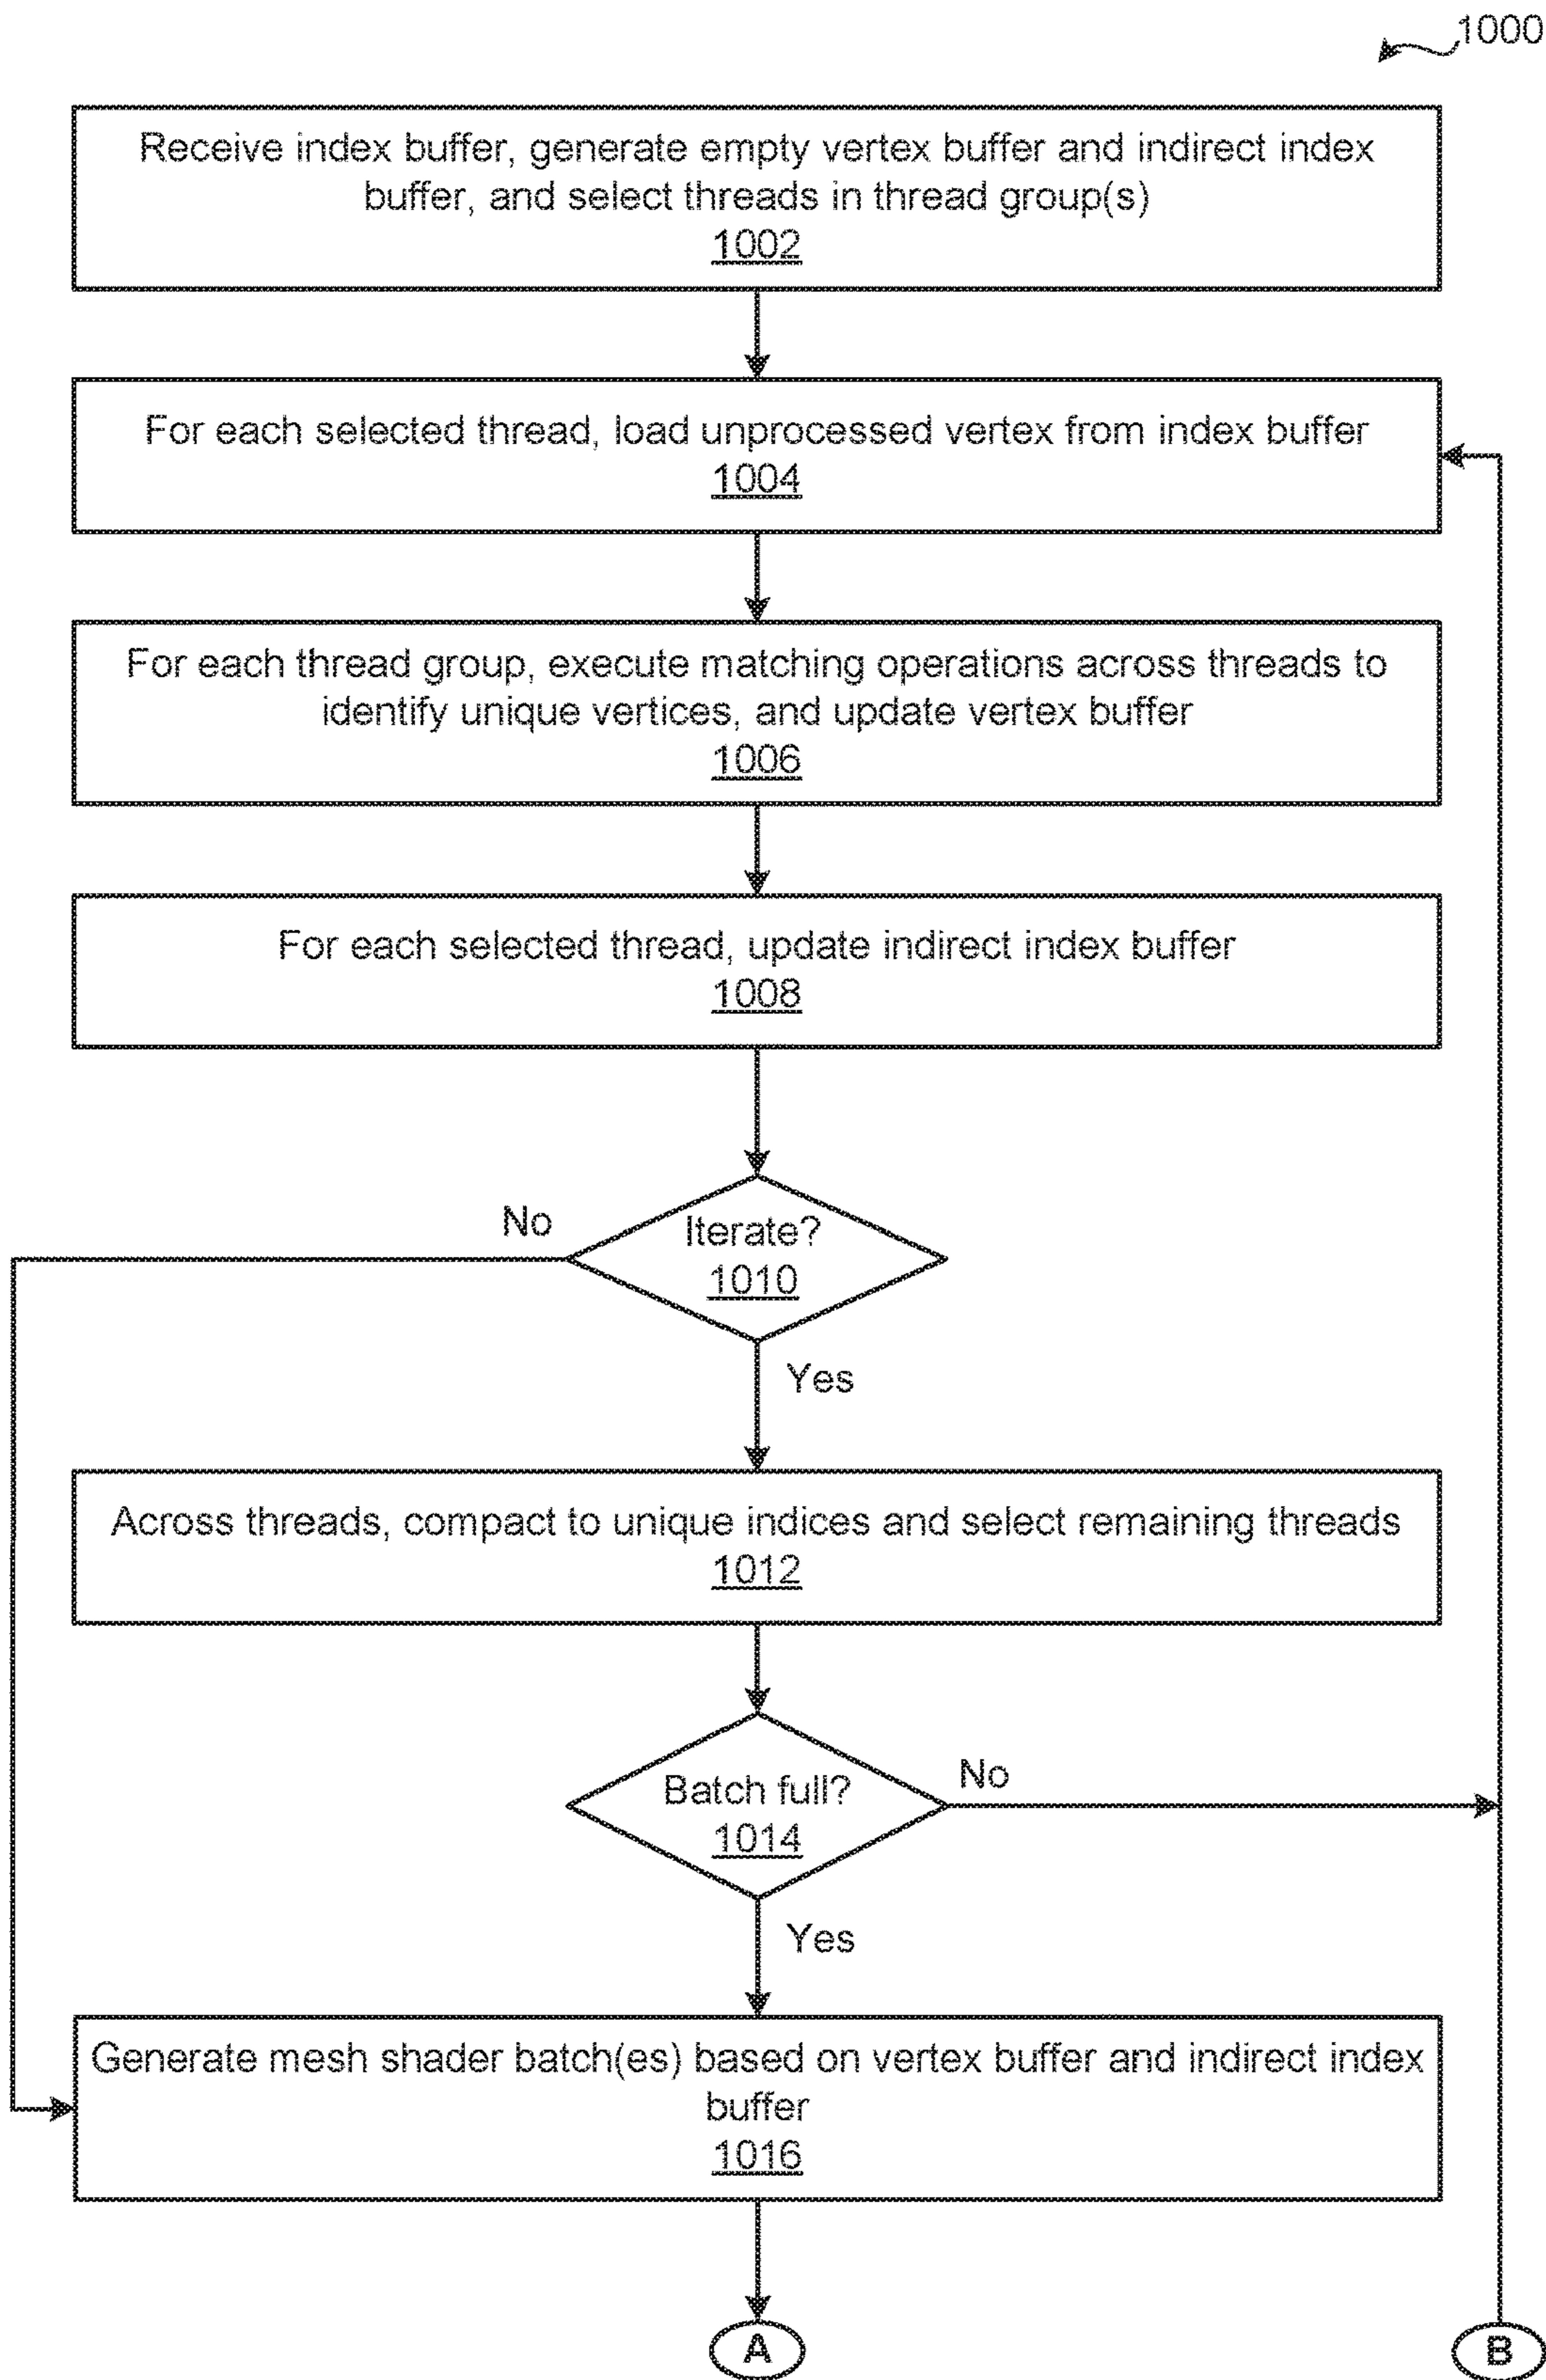 1000
Receive index buffer, generate empty vertex buffer and indirect index
buffer, and select threads in thread group(s)
1002
For each selected thread, load unprocessed vertex from index buffer
1004
For each thread group, execute matching operations across threads to
identify unique vertices, and update vertex buffer
1006
For each selected thread, update indirect index buffer
1008
No
Iterate?
1010
Yes
Across threads, compact to unique indices and select remaining threads
1012
Batch full?
1014
No
Yes
Generate mesh shader batch(es) based on vertex buffer and indirect index
buffer
1016
A
B